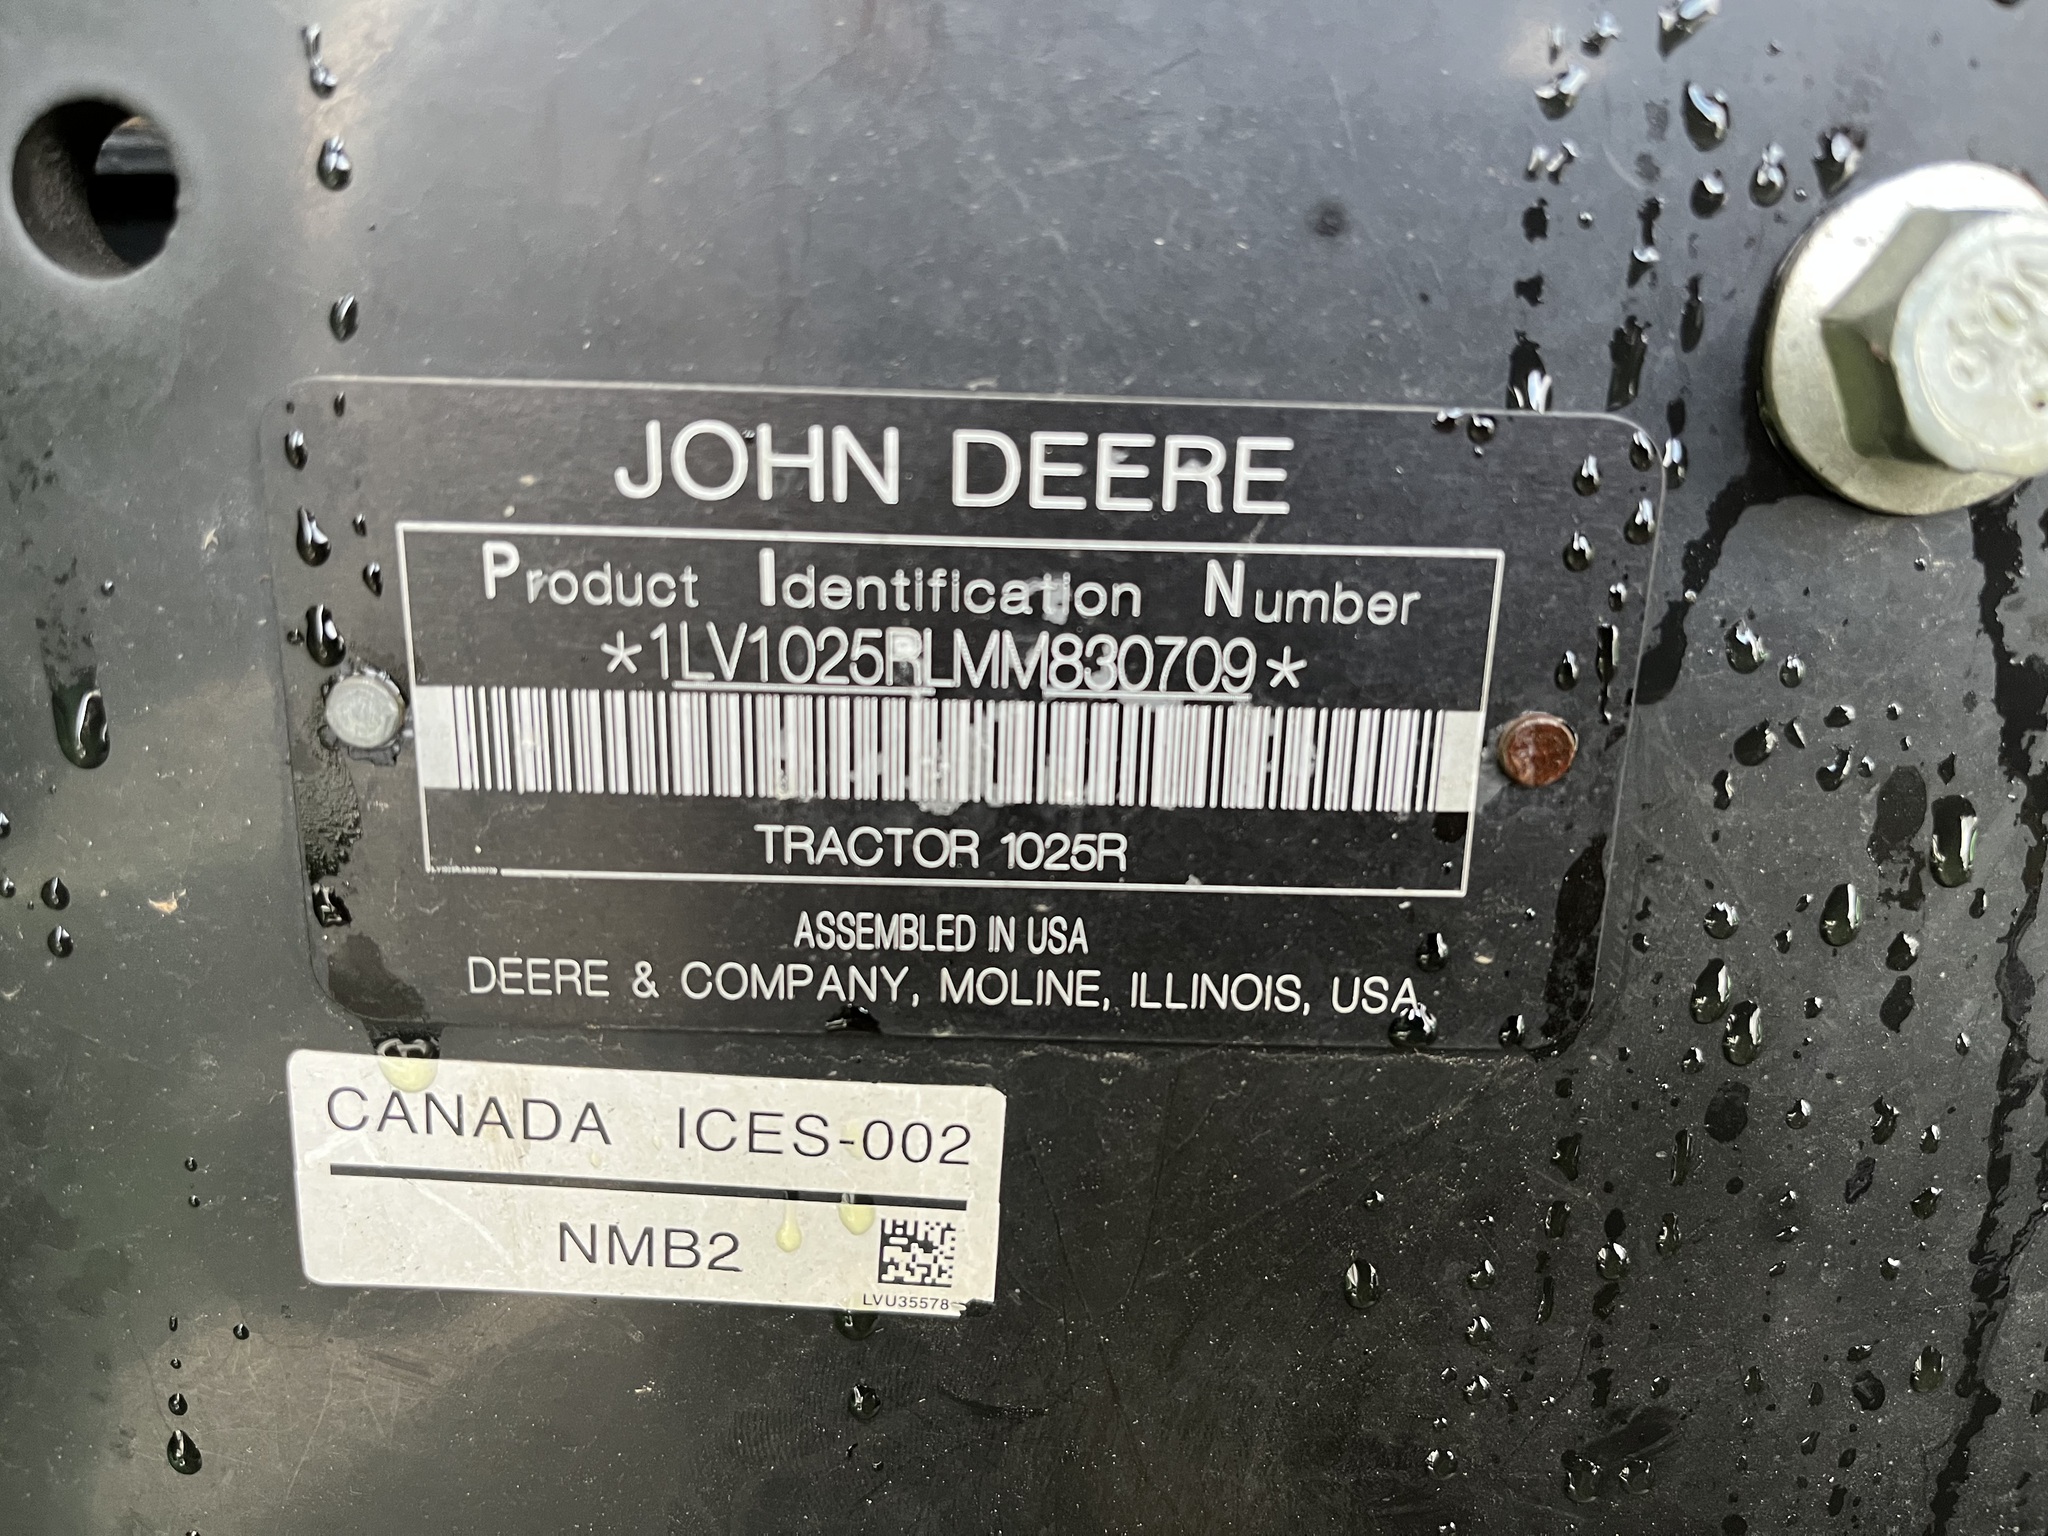 JOHN DEERE
Product Identification Number
*1LV1025RLMM830709*
TRACTOR 1025R
ASSEMBLED IN USA
DEERE & COMPANY, MOLINE, ILLINOIS, USA
CANADA ICES-002
NMB2
LVU35578